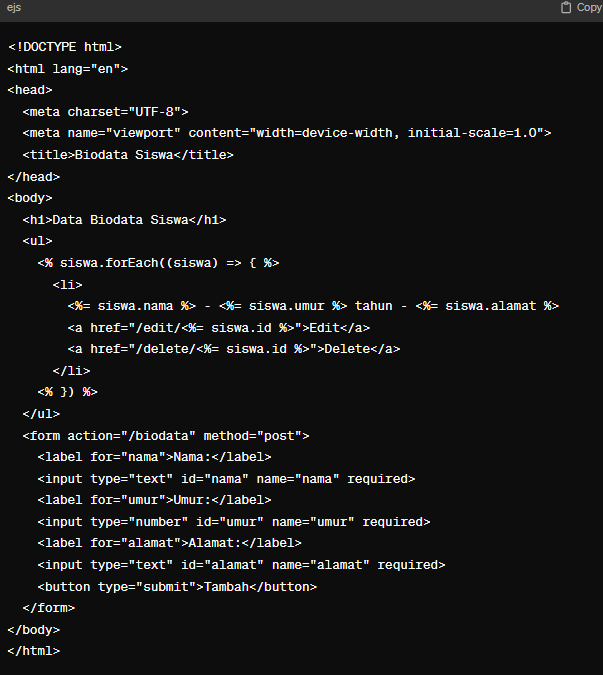 ejs
Copy
<!DOCTYPE html>
<html lang="en">
<head>
  <meta charset="UTF-8">
  <meta name="viewport" content="width=device-width, initial-scale=1.0">
  <title>Biodata Siswa</title>
</head>
<body>
  <h1>Data Biodata Siswa</h1>
  <ul>
    <% siswa.forEach((siswa) => { %>
      <li>
        <%= siswa.nama %> - <%= siswa.umur %> tahun - <%= siswa.alamat %>
        <a href="/edit/<%= siswa.id %>">Edit</a>
        <a href="/delete/<%= siswa.id %>">Delete</a>
      </li>
    <% }) %>
  </ul>
  <form action="/biodata" method="post">
    <label for="nama">Nama:</label>
    <input type="text" id="nama" name="nama" required>
    <label for="umur">Umur:</label>
    <input type="number" id="umur" name="umur" required>
    <label for="alamat">Alamat:</label>
    <input type="text" id="alamat" name="alamat" required>
    <button type="submit">Tambah</button>
  </form>
</body>
</html>